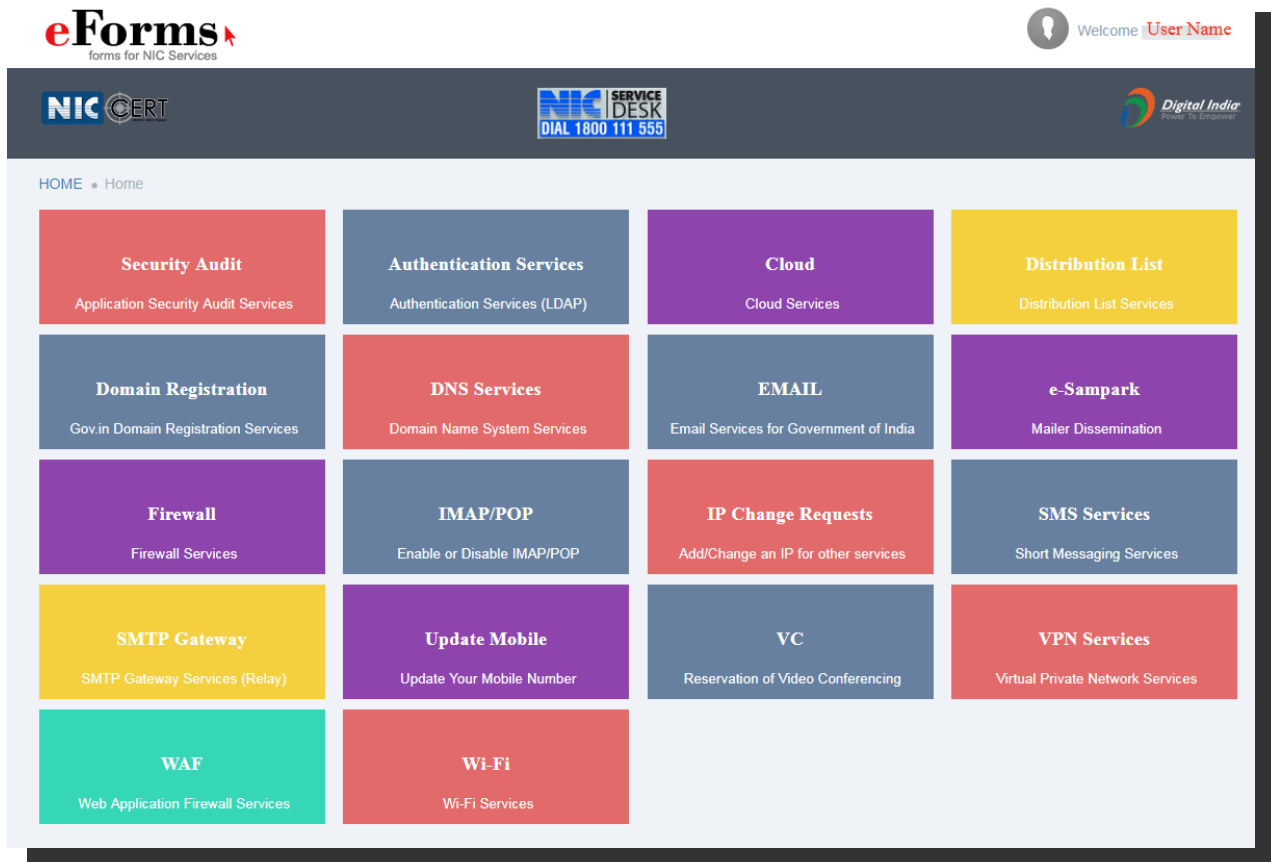 eForms
forms for NIC Services
Welcome User Name
NIC CERT
NIC SERVICE DESK
DIAL 1800 111 555
Digital India
Power To Empower
HOME • Home
Security Audit
Application Security Audit Services
Authentication Services
Authentication Services (LDAP)
Cloud
Cloud Services
Distribution List
Distribution List Services
Domain Registration
Gov.in Domain Registration Services
DNS Services
Domain Name System Services
EMAIL
Email Services for Government of India
e-Sampark
Mailer Dissemination
Firewall
Firewall Services
IMAP/POP
Enable or Disable IMAP/POP
IP Change Requests
Add/Change an IP for other services
SMS Services
Short Messaging Services
SMTP Gateway
SMTP Gateway Services (Relay)
Update Mobile
Update Your Mobile Number
VC
Reservation of Video Conferencing
VPN Services
Virtual Private Network Services
WAF
Web Application Firewall Services
Wi-Fi
Wi-Fi Services